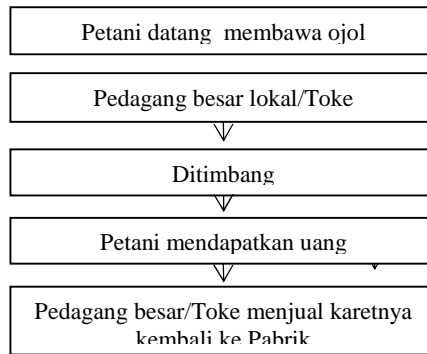 Petani datang membawa ojol
Pedagang besar lokal/Toke
Ditimbang
Petani mendapatkan uang
Pedagang besar/Toke menjual karetnya
kembali ke Pabrik